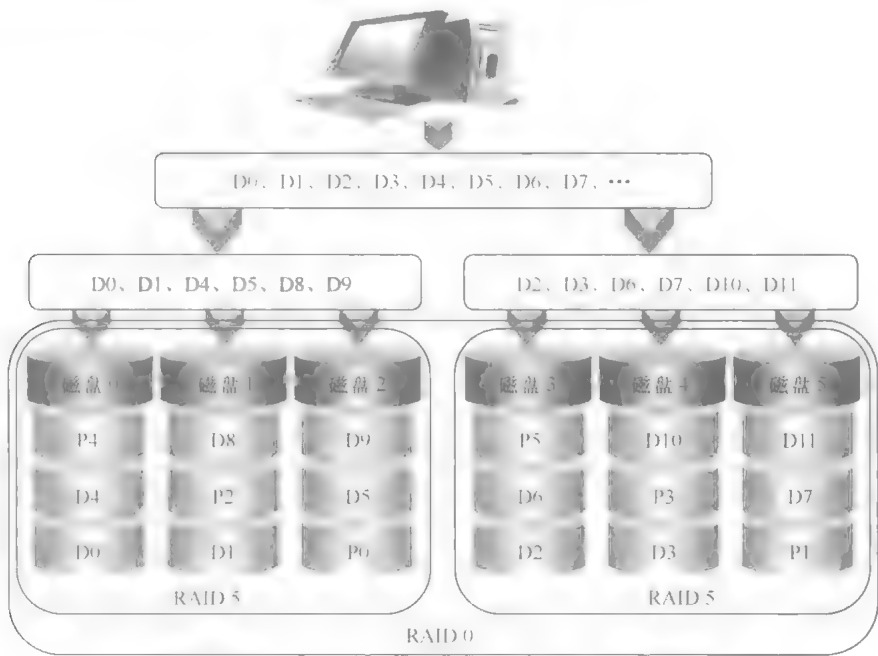 D0、D1、D2、D3、D4、D5、D6、D7、…
D0、D1、D4、D5、D8、D9
D2、D3、D6、D7、D10、D11
磁盘 0 磁盘 1 磁盘 2 磁盘 3 磁盘 4 磁盘 5
P4 D8 D9 P5 D10 D11
D4 P2 D5 D6 P3 D7
D0 D1 P0 D2 D3 P1
RAID 5 RAID 5
RAID 0